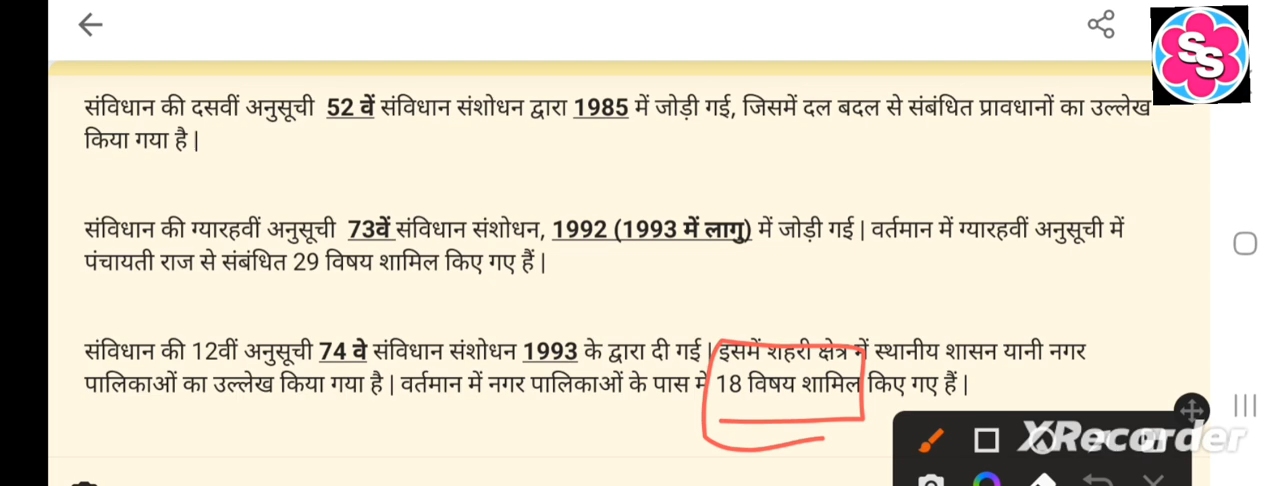 SS
संविधान की दसवीं अनुसूची 52 वें संविधान संशोधन द्वारा 1985 में जोड़ी गई, जिसमें दल बदल से संबंधित प्रावधानों का उल्लेख
किया गया है |
संविधान की ग्यारहवीं अनुसूची 73वें संविधान संशोधन, 1992 (1993 में लागु) में जोड़ी गई | वर्तमान में ग्यारहवीं अनुसूची में
पंचायती राज से संबंधित 29 विषय शामिल किए गए हैं |
संविधान की 12वीं अनुसूची 74 वे संविधान संशोधन 1993 के द्वारा दी गई | इसमें शहरी क्षेत्र में स्थानीय शासन यानी नगर
पालिकाओं का उल्लेख किया गया है | वर्तमान में नगर पालिकाओं के पास में 18 विषय शामिल किए गए हैं |
XRecorder